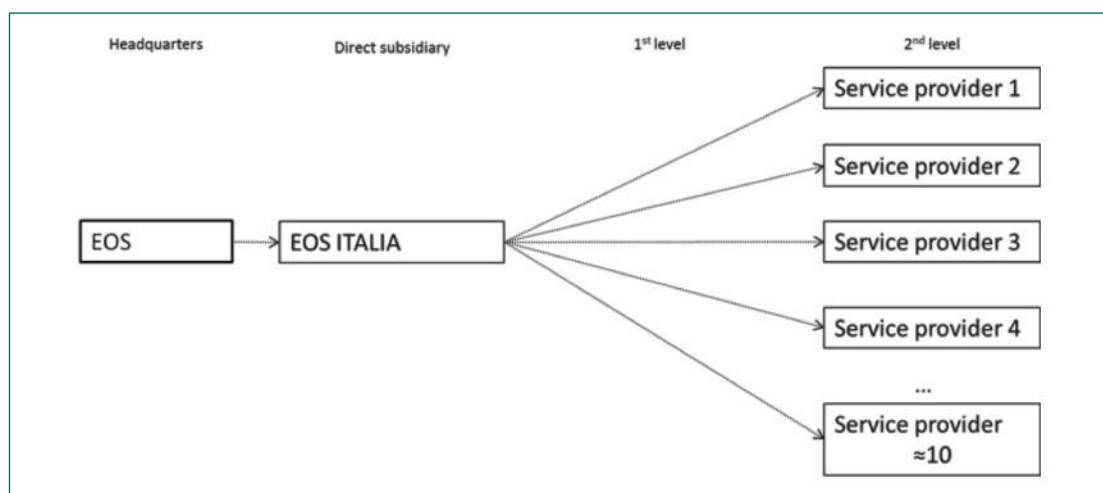 Headquarters Direct subsidiary 1st level 2nd level
Service provider 1
Service provider 2
EOS EOS ITALIA Service provider 3
Service provider 4
...
Service provider
≈10